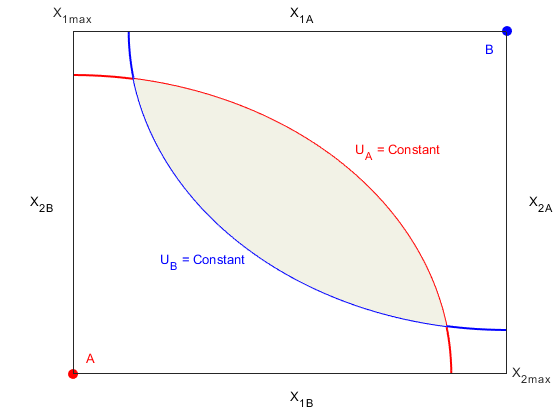 X1max
X1A
B
UA = Constant
X2B
X2A
UB = Constant
A
X2max
X1B